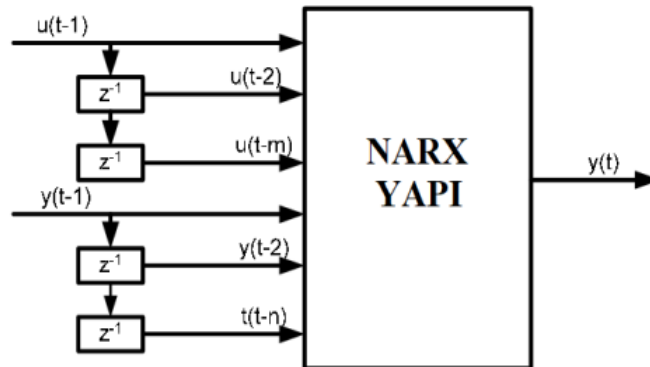 u(t-1)
z-1
u(t-2)
z-1
u(t-m)
y(t-1)
z-1
y(t-2)
z-1
t(t-n)
NARX
YAPI
y(t)